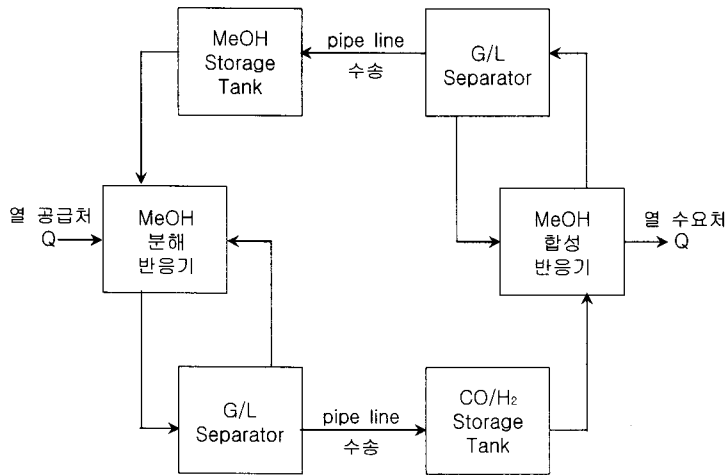 MeOH
Storage
Tank
pipe line
수송
G/L
Separator
열 공급처
Q
MeOH
분해
반응기
MeOH
합성
반응기
열 수요처
Q
G/L
Separator
pipe line
수송
CO/H₂
Storage
Tank